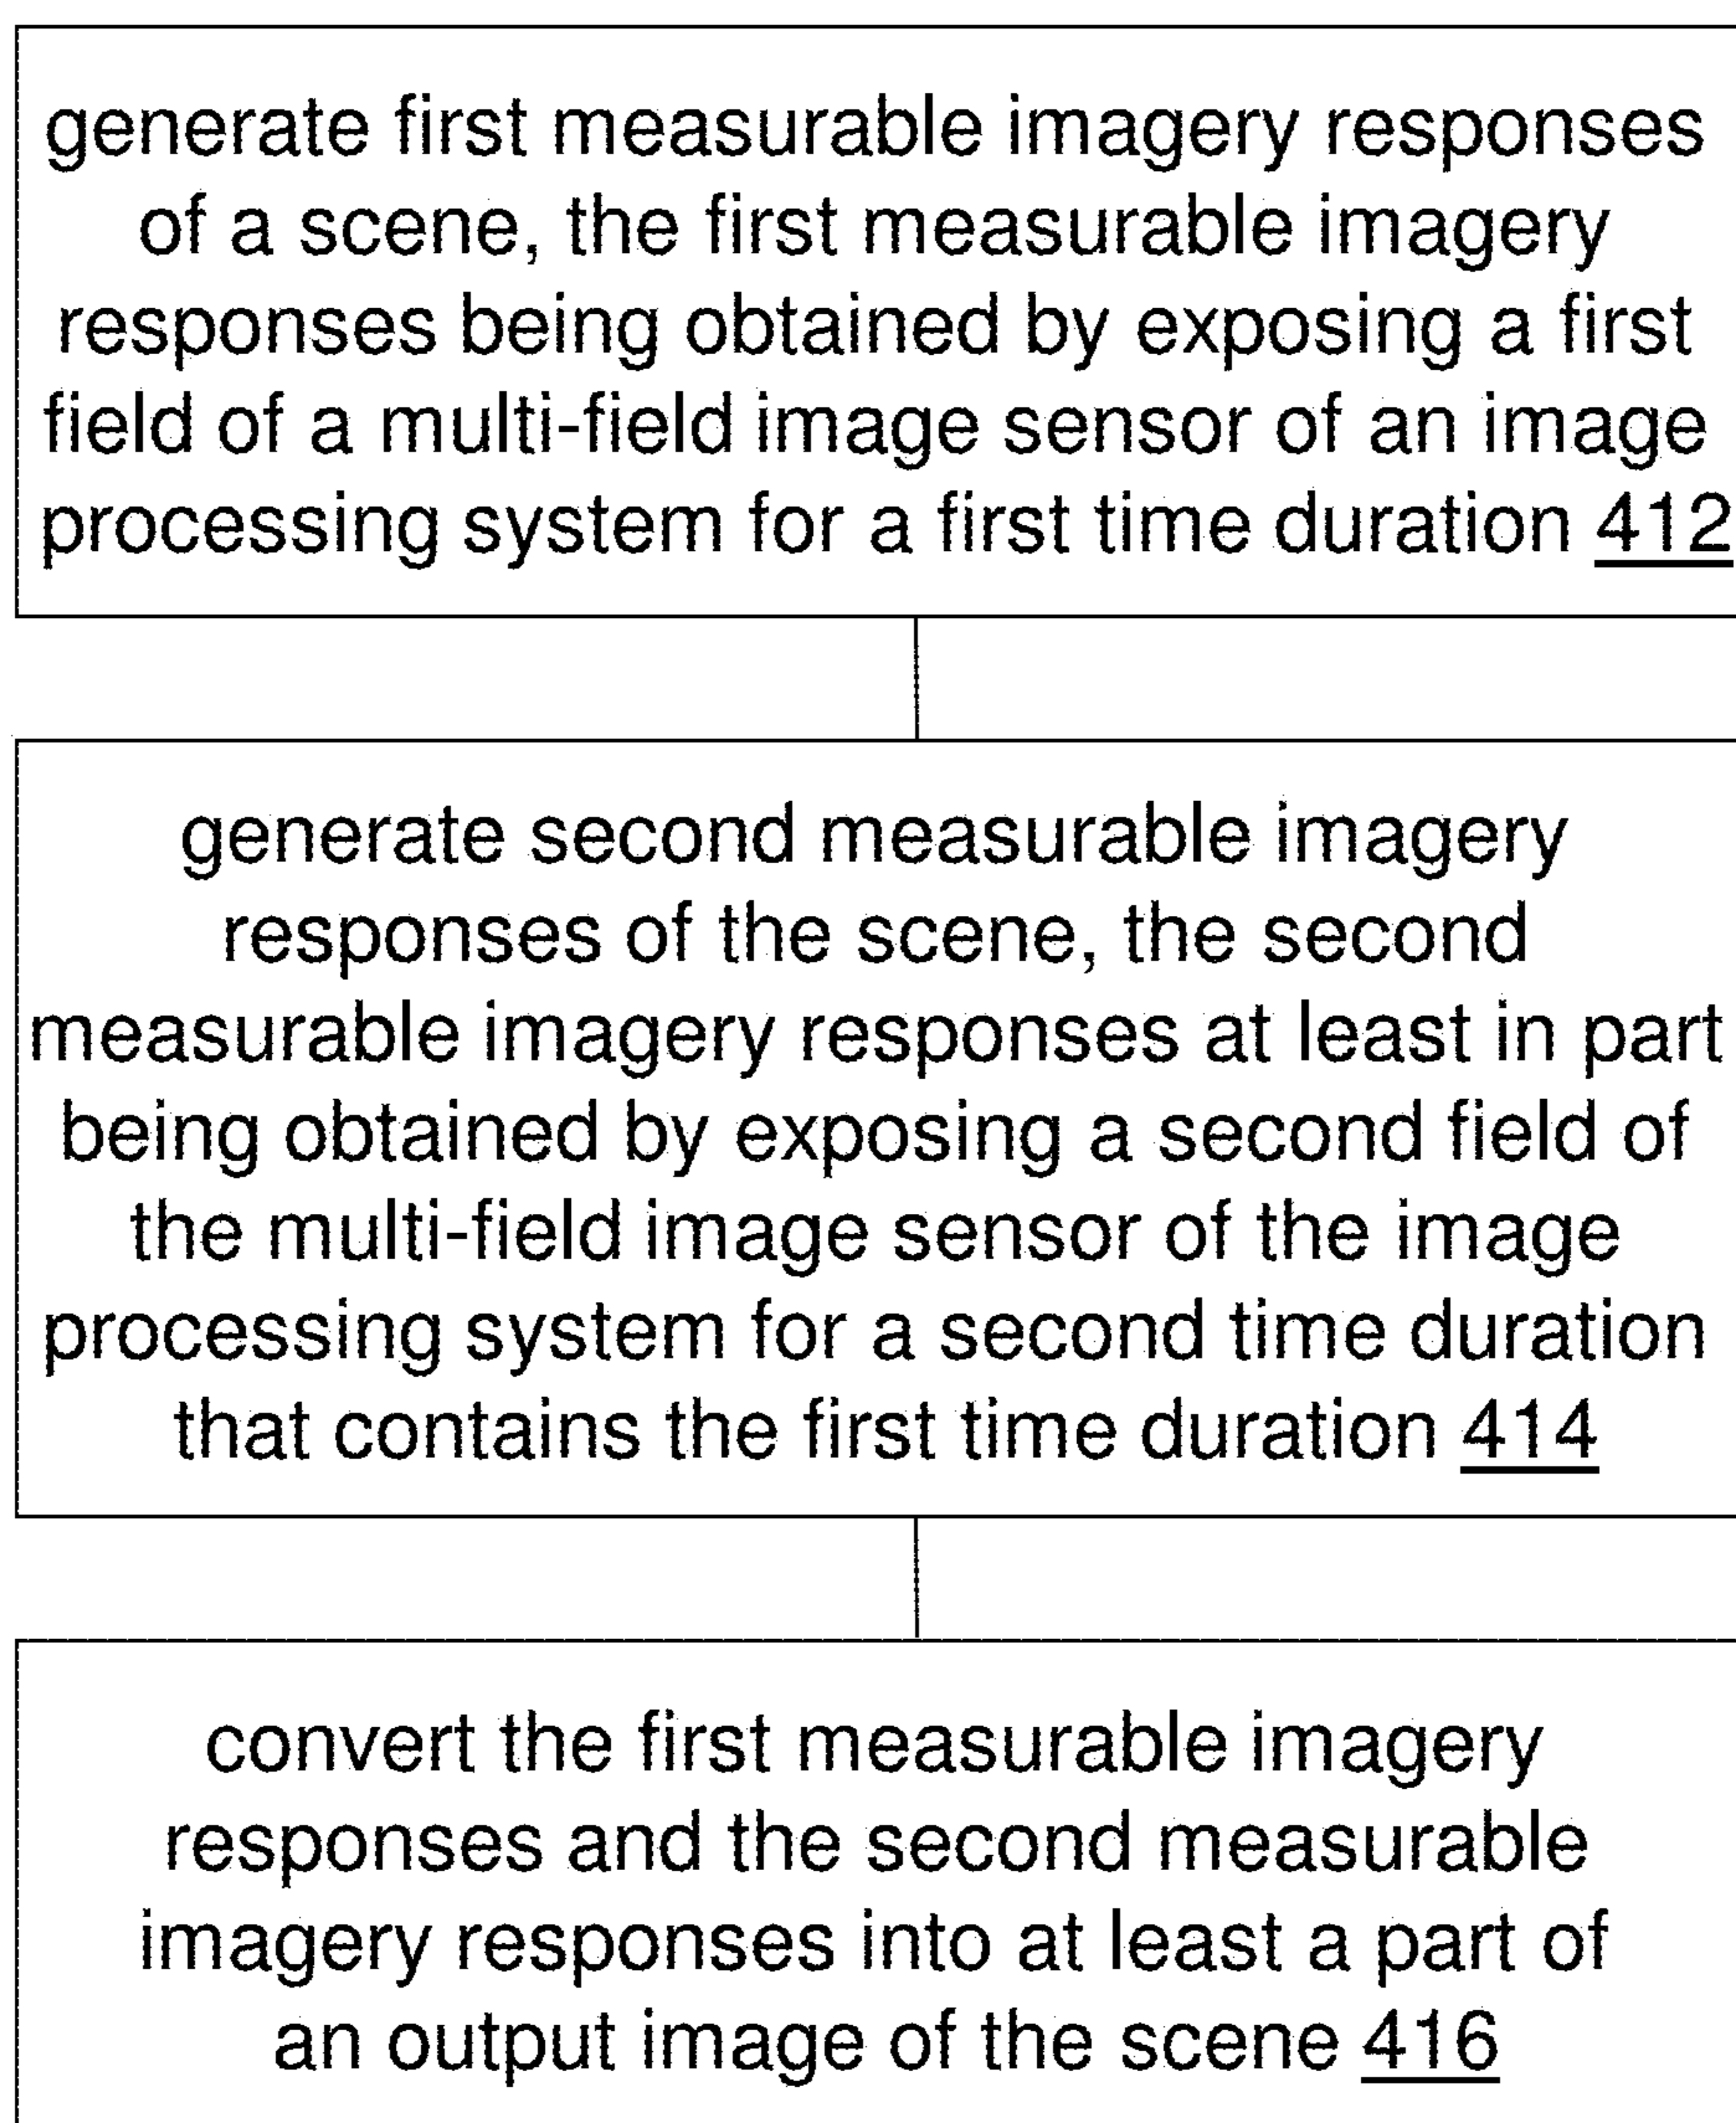 generate first measurable imagery responses
of a scene, the first measurable imagery
responses being obtained by exposing a first
field of a multi-field image sensor of an image
processing system for a first time duration 412
generate second measurable imagery
responses of the scene, the second
measurable imagery responses at least in part
being obtained by exposing a second field of
the multi-field image sensor of the image
processing system for a second time duration
that contains the first time duration 414
convert the first measurable imagery
responses and the second measurable
imagery responses into at least a part of
an output image of the scene 416